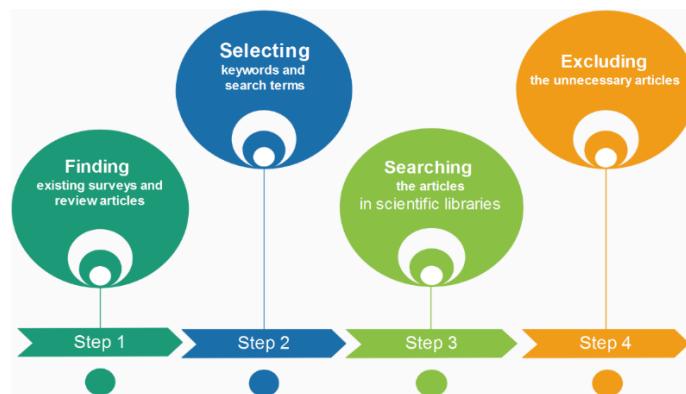 Finding
existing surveys and
review articles
Selecting
keywords and
search terms
Searching
the articles
in scientific libraries
Excluding
the unnecessary articles
Step 1
Step 2
Step 3
Step 4